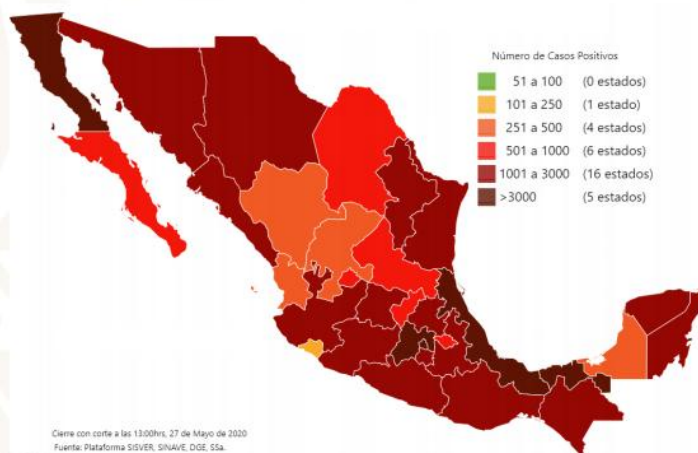 Número de Casos Positivos
51 a 100 (0 estados)
101 a 250 (1 estado)
251 a 500 (4 estados)
501 a 1000 (6 estados)
1001 a 3000 (16 estados)
>3000 (5 estados)
Cierre con corte a las 13:00hrs, 27 de Mayo de 2020
Fuente: Plataforma SISVER, SINAVE, DGE, SSa.